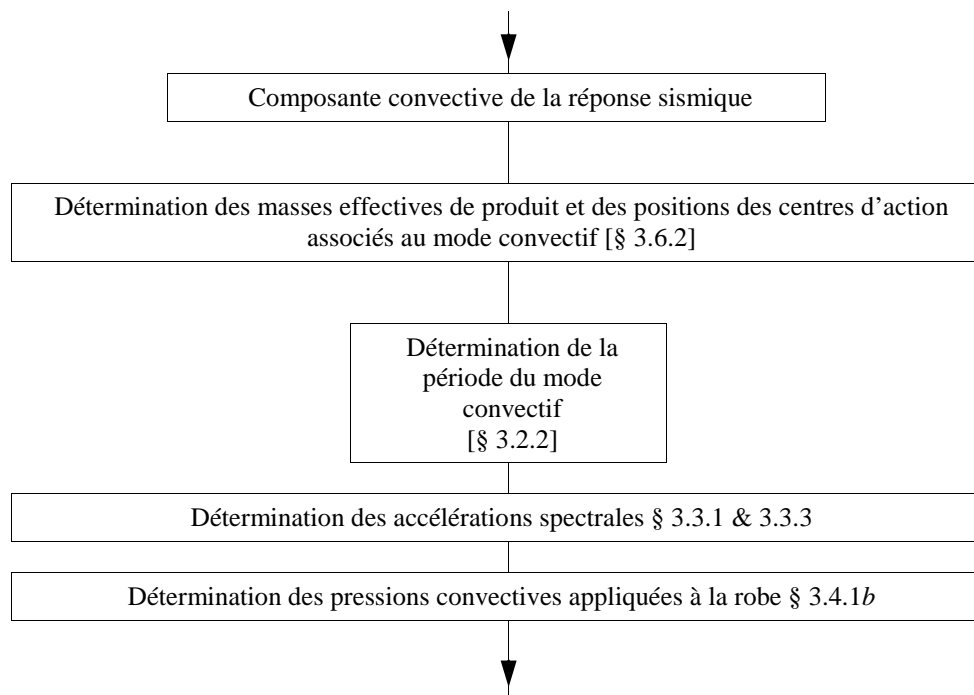 Composante convective de la réponse sismique
Détermination des masses effectives de produit et des positions des centres d’action
associés au mode convectif [§ 3.6.2]
Détermination de la
période du mode
convectif
[§ 3.2.2]
Détermination des accélérations spectrales § 3.3.1 & 3.3.3
Détermination des pressions convectives appliquées à la robe § 3.4.1b